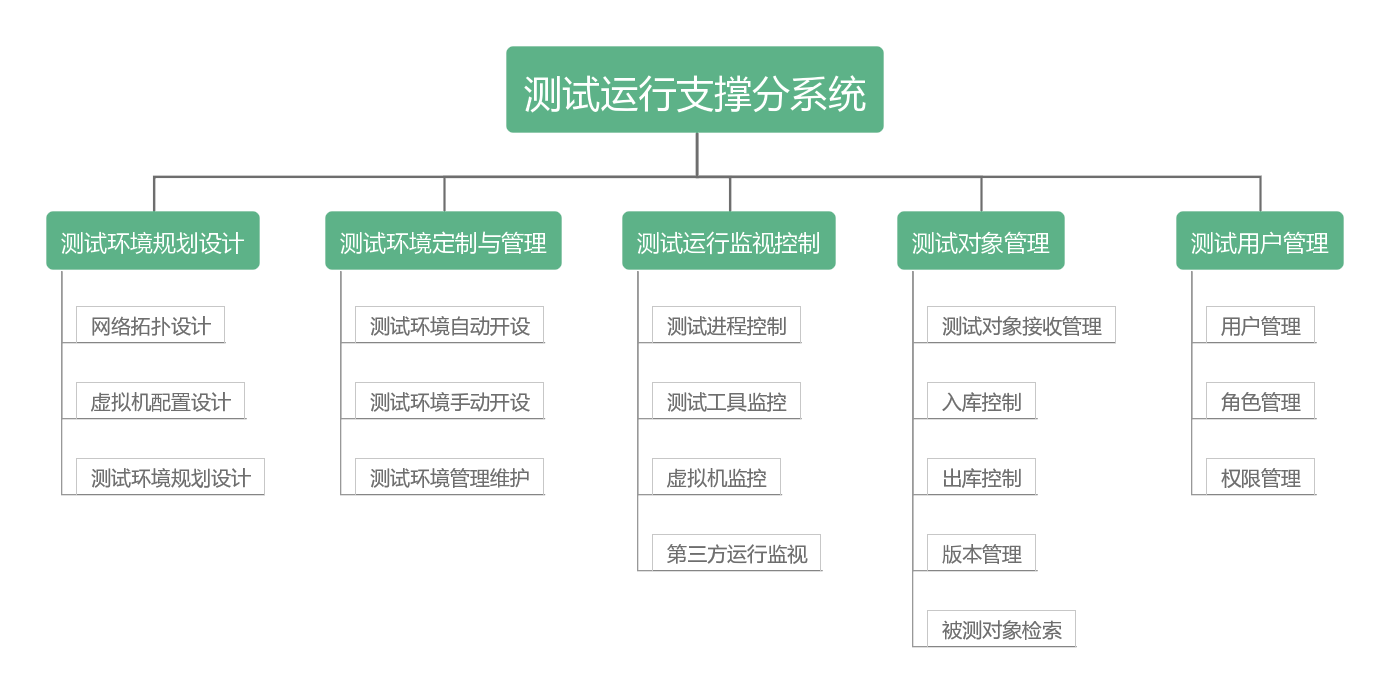 测试运行支撑分系统
测试环境规划设计
网络拓扑设计
虚拟机配置设计
测试环境规划设计
测试环境定制与管理
测试环境自动开设
测试环境手动开设
测试环境管理维护
测试运行监视控制
测试进程控制
测试工具监控
虚拟机监控
第三方运行监视
测试对象管理
测试对象接收管理
入库控制
出库控制
版本管理
被测对象检索
测试用户管理
用户管理
角色管理
权限管理